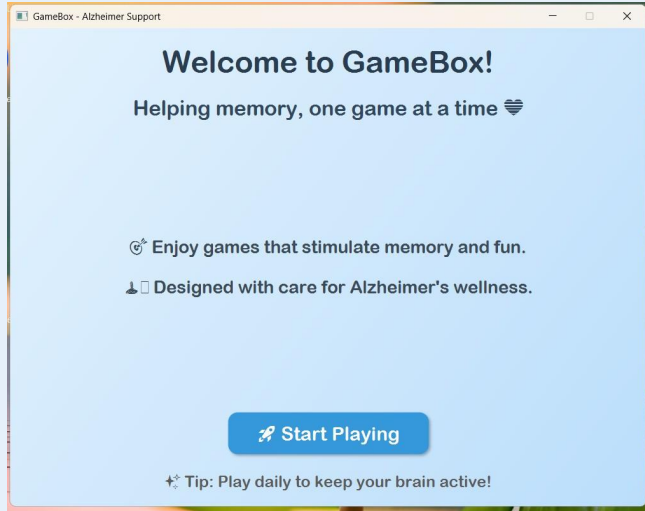 GameBox - Alzheimer Support
Welcome to GameBox!
Helping memory, one game at a time
Enjoy games that stimulate memory and fun.
Designed with care for Alzheimer's wellness.
Start Playing
Tip: Play daily to keep your brain active!